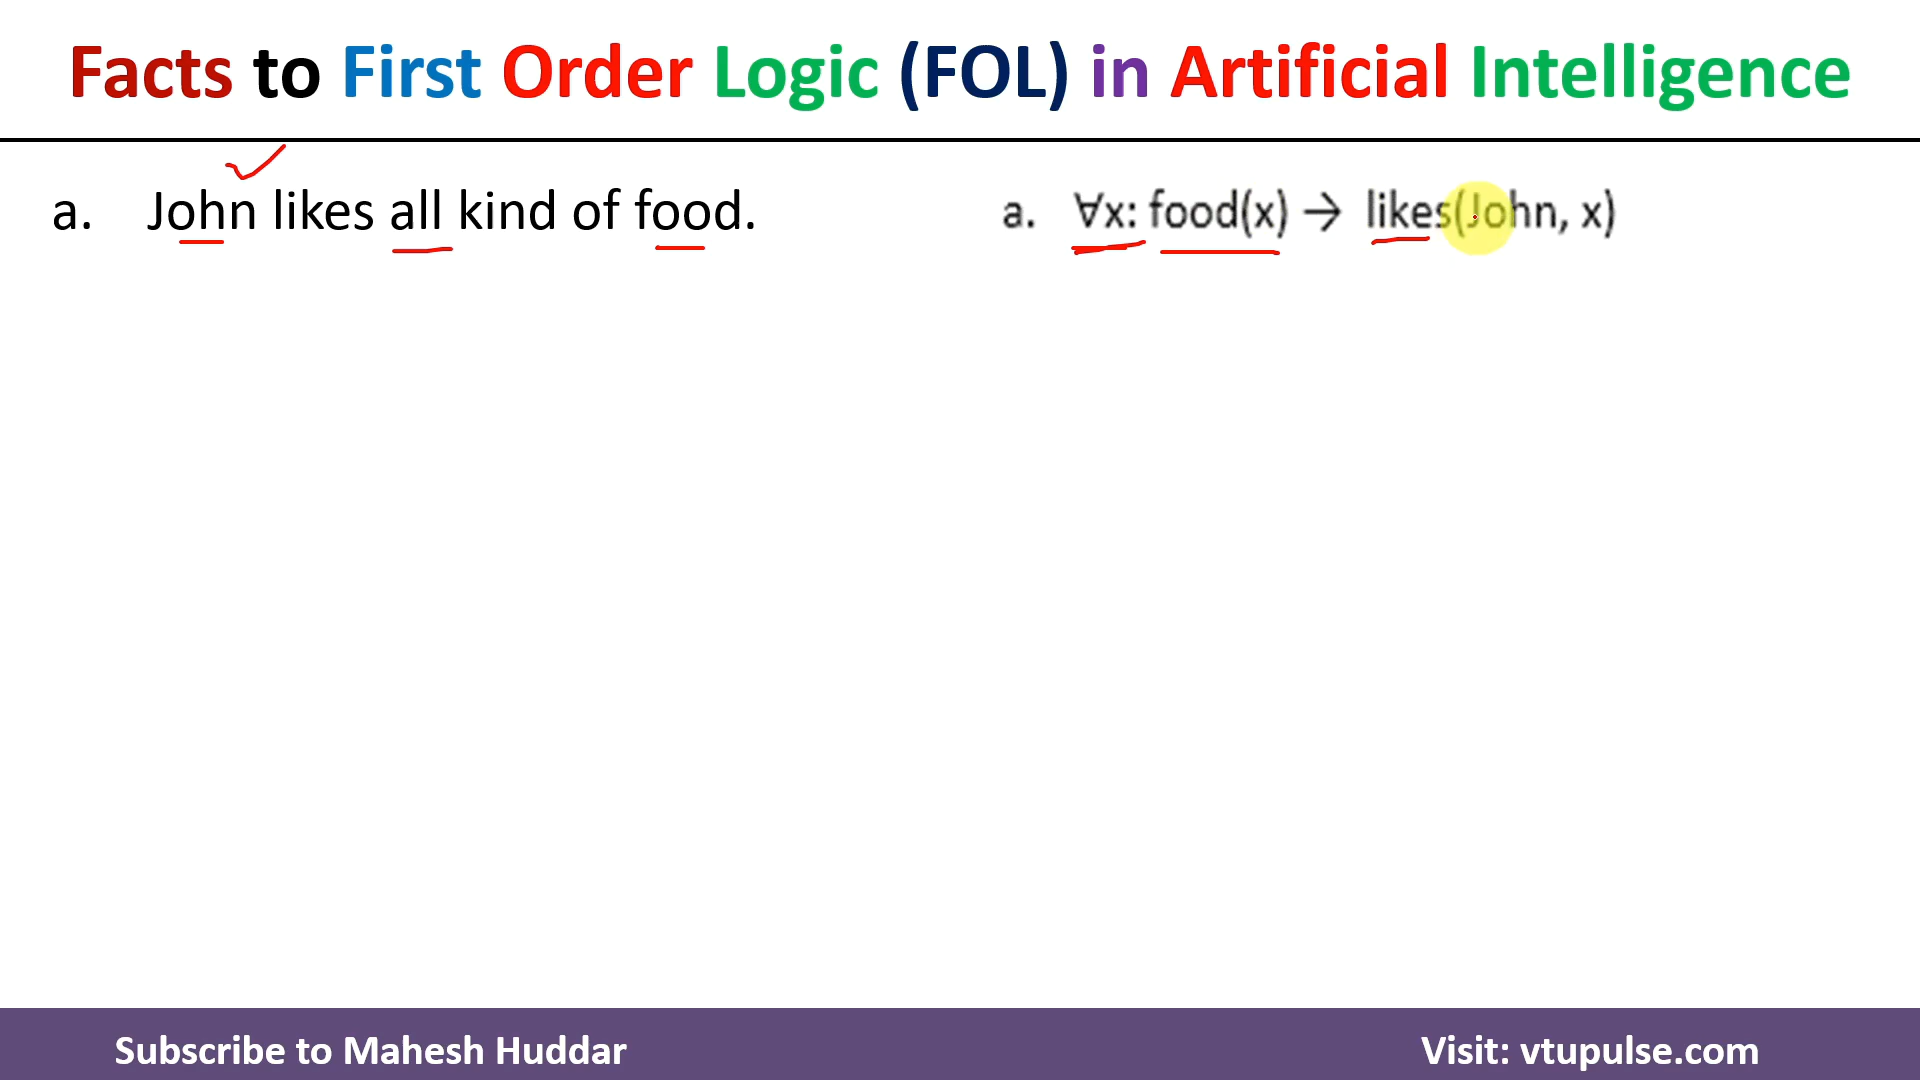 Facts to First Order Logic (FOL) in Artificial Intelligence
a. John likes all kind of food.
a. ∀x: food(x) → likes(John, x)
Subscribe to Mahesh Huddar
Visit: vtupulse.com